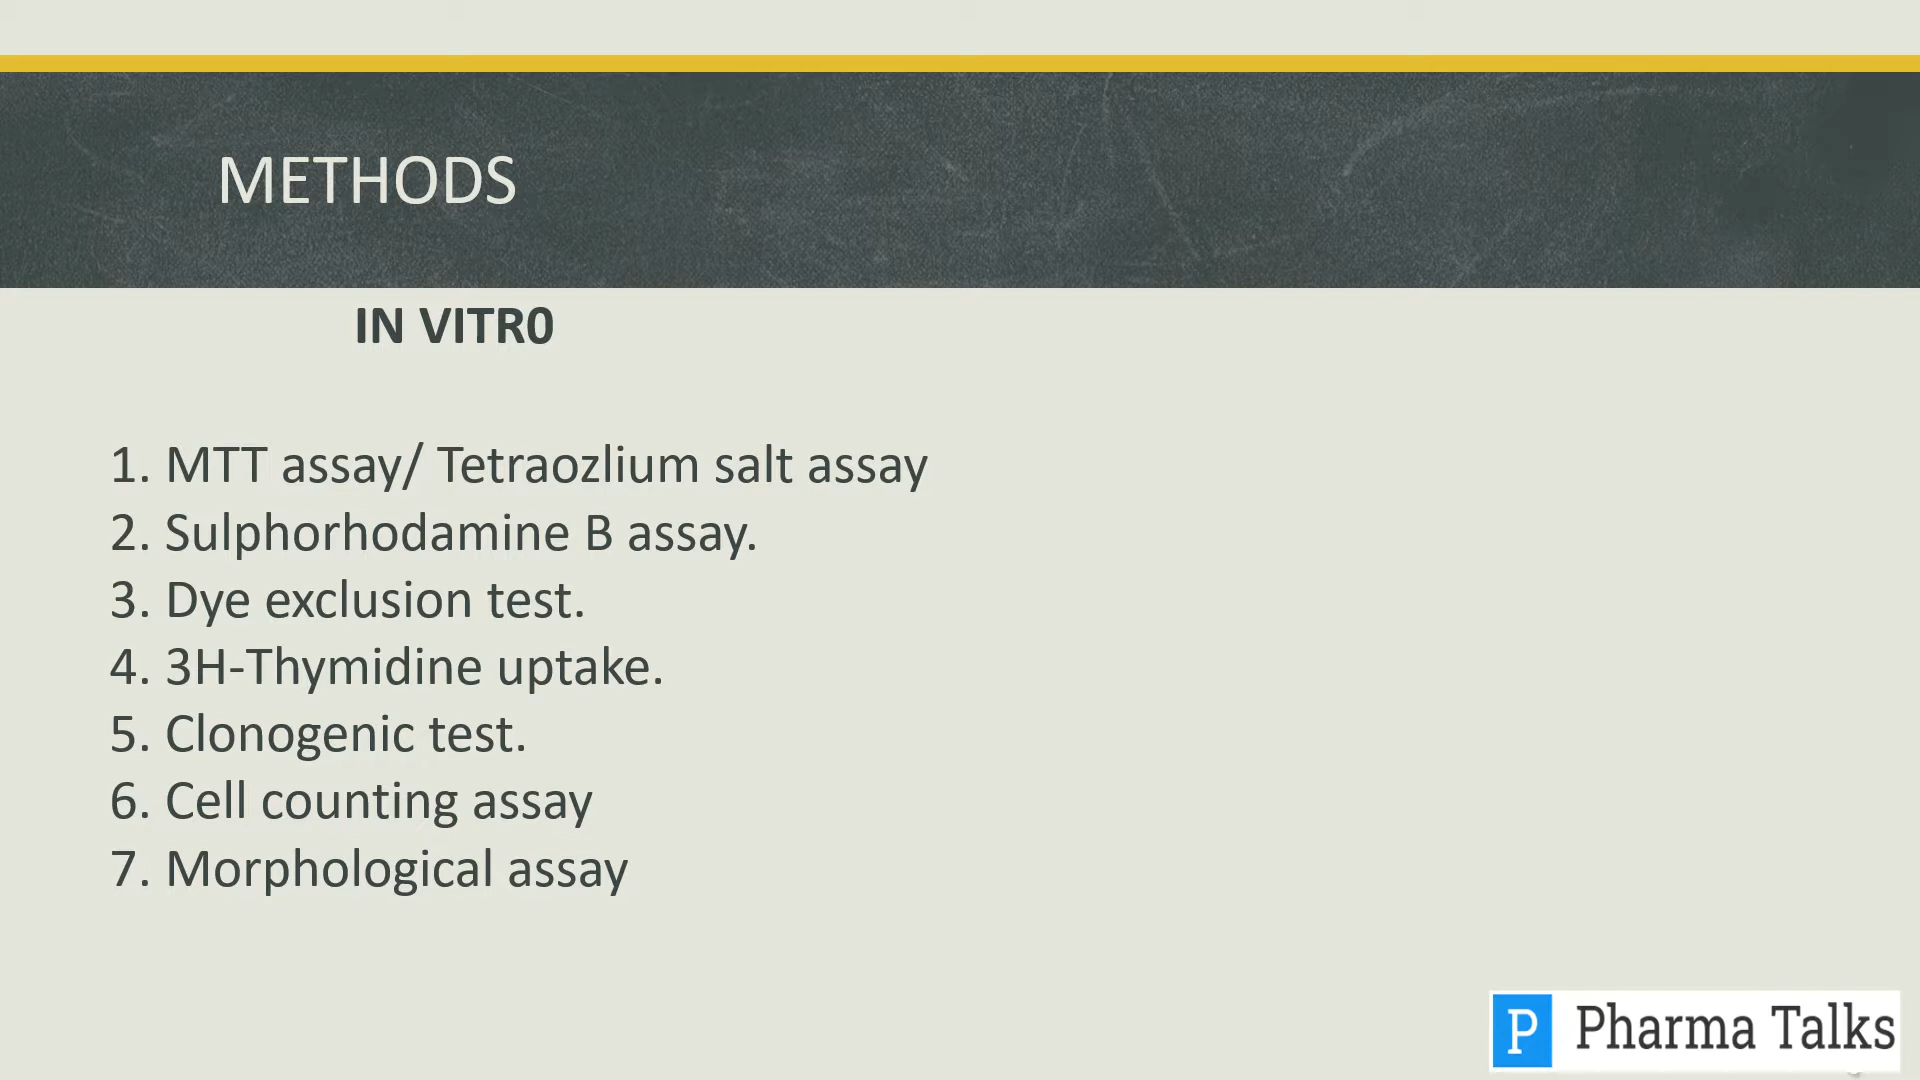 METHODS
IN VITR0
1. MTT assay/ Tetraozlium salt assay
2. Sulphorhodamine B assay.
3. Dye exclusion test.
4. 3H-Thymidine uptake.
5. Clonogenic test.
6. Cell counting assay
7. Morphological assay
P Pharma Talks